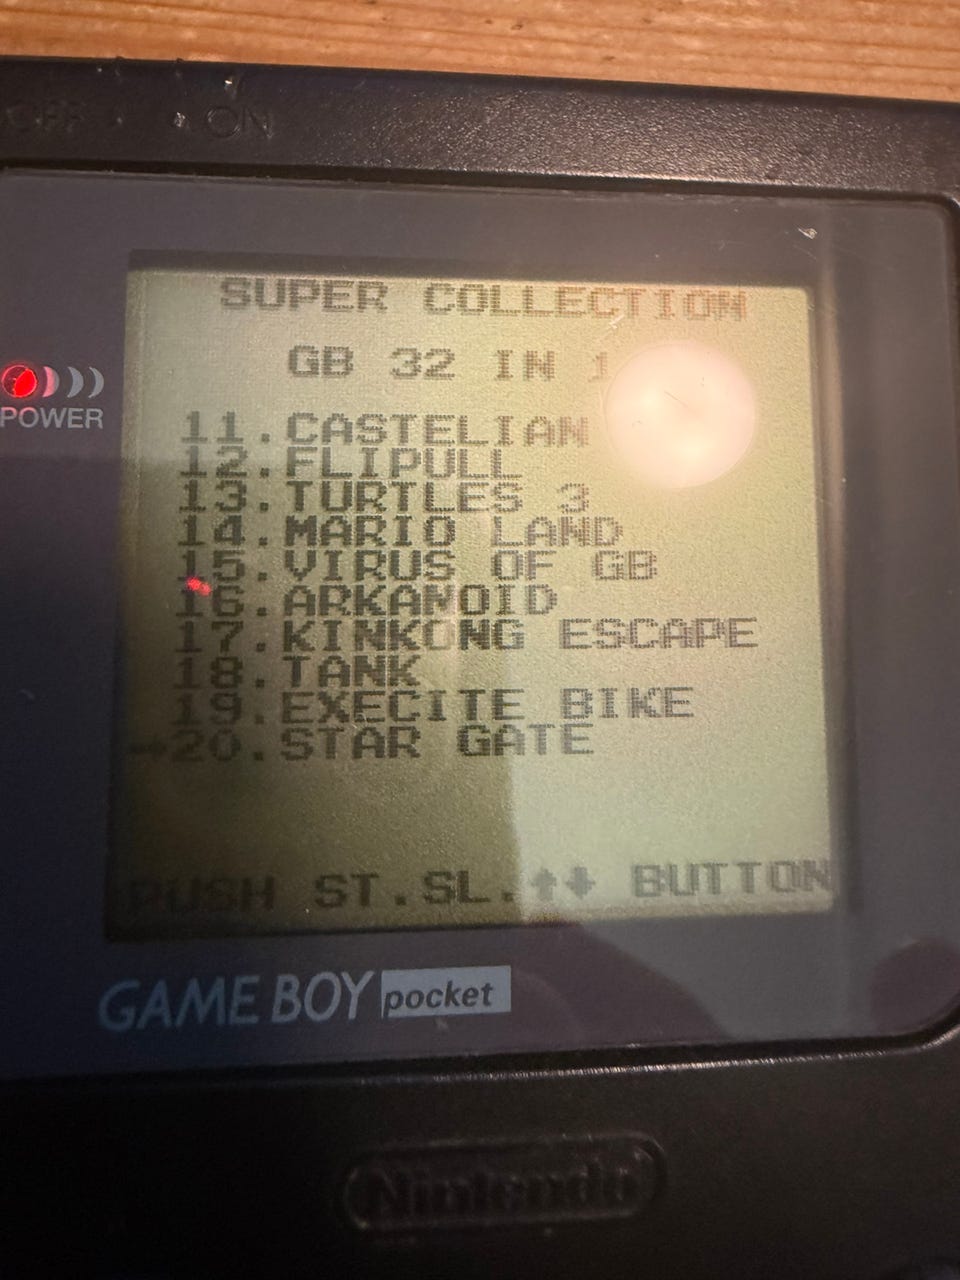 OFF ON
SUPER COLLECTION
GB 32 IN 1
POWER
11.CASTELIAN
12.FLIPULL
13.TURTLES 3
14.MARIO LAND
15.VIRUS OF GB
16.ARKANOID
17.KINKONG ESCAPE
18.TANK
19.EXECITE BIKE
→20.STAR GATE
PUSH ST.SL.↑↓ BUTTON
GAME BOY pocket
Nintendo